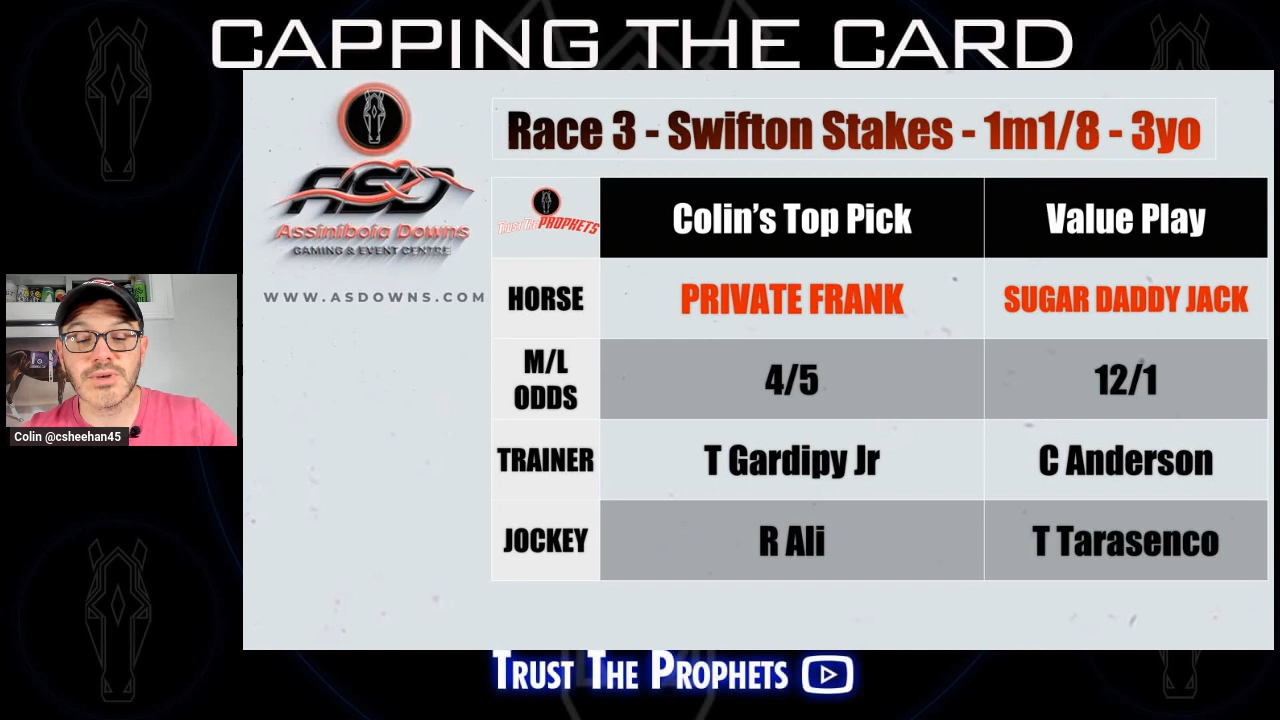 CAPPING THE CARD
ASD
Assiniboia Downs
GAMING & EVENT CENTRE
WWW.ASDOWNS.COM
Race 3 - Swifton Stakes - 1m1/8 - 3yo
Trust The PROPHETS
Colin’s Top Pick
Value Play
HORSE
PRIVATE FRANK
SUGAR DADDY JACK
M/L
ODDS
4/5
12/1
TRAINER
T Gardipy Jr
C Anderson
JOCKEY
R Ali
T Tarasenco
Colin @csheehan45
TRUST THE PROPHETS